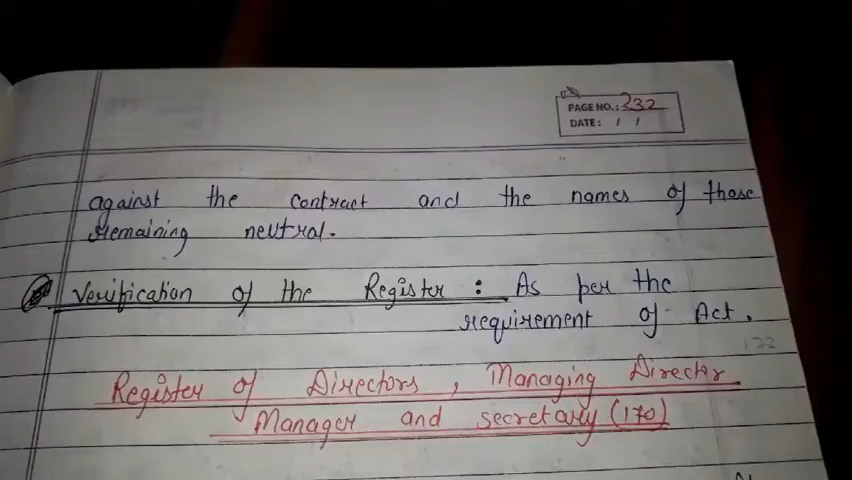 PAGE NO.: 232
DATE: / /
against the contract and the names of those
remaining neutral.
Verification of the Register : As per the
requirement of Act.
172
Register of Directors, Managing Director
Manager and secretary (170)